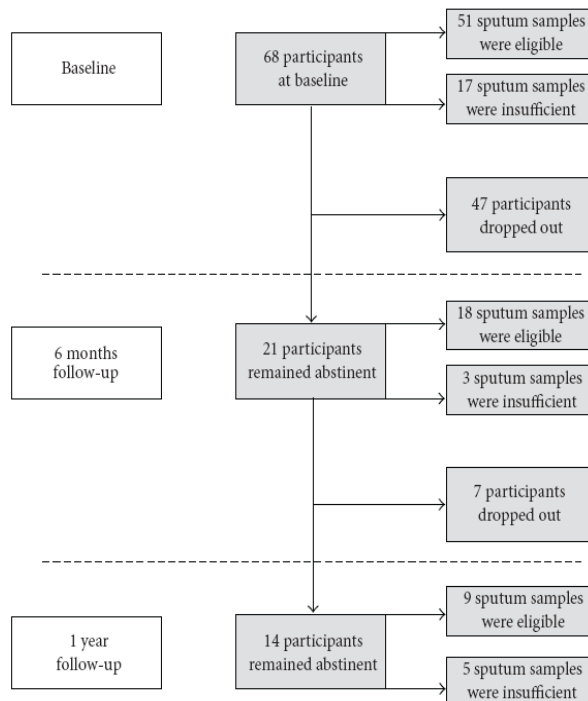 Baseline
68 participants
at baseline
51 sputum samples
were eligible
17 sputum samples
were insufficient
47 participants
dropped out
6 months
follow-up
21 participants
remained abstinent
18 sputum samples
were eligible
3 sputum samples
were insufficient
7 participants
dropped out
1 year
follow-up
14 participants
remained abstinent
9 sputum samples
were eligible
5 sputum samples
were insufficient